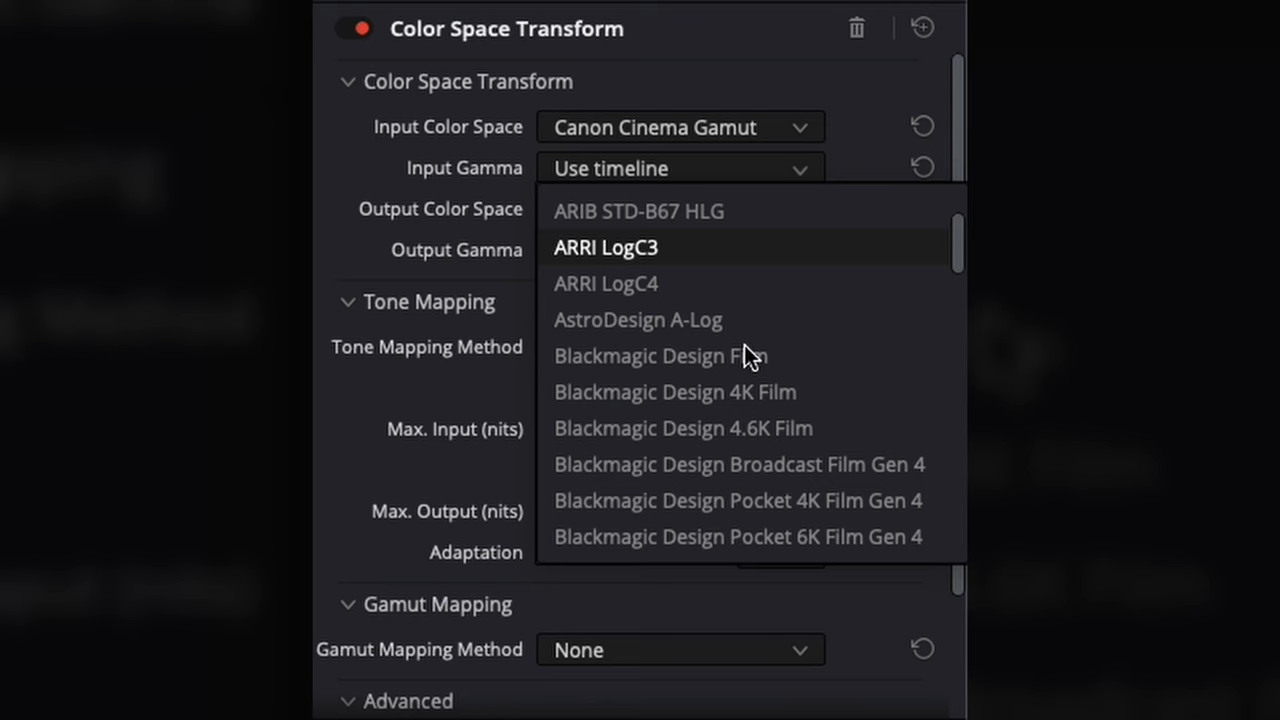 Color Space Transform
Color Space Transform
Input Color Space Canon Cinema Gamut
Input Gamma Use timeline
Output Color Space ARIB STD-B67 HLG
ARRI LogC3
Output Gamma
ARRI LogC4
Tone Mapping
AstroDesign A-Log
Tone Mapping Method Blackmagic Design Film
Blackmagic Design 4K Film
Max. Input (nits) Blackmagic Design 4.6K Film
Blackmagic Design Broadcast Film Gen 4
Max. Output (nits) Blackmagic Design Pocket 4K Film Gen 4
Adaptation Blackmagic Design Pocket 6K Film Gen 4
Gamut Mapping
Gamut Mapping Method None
Advanced